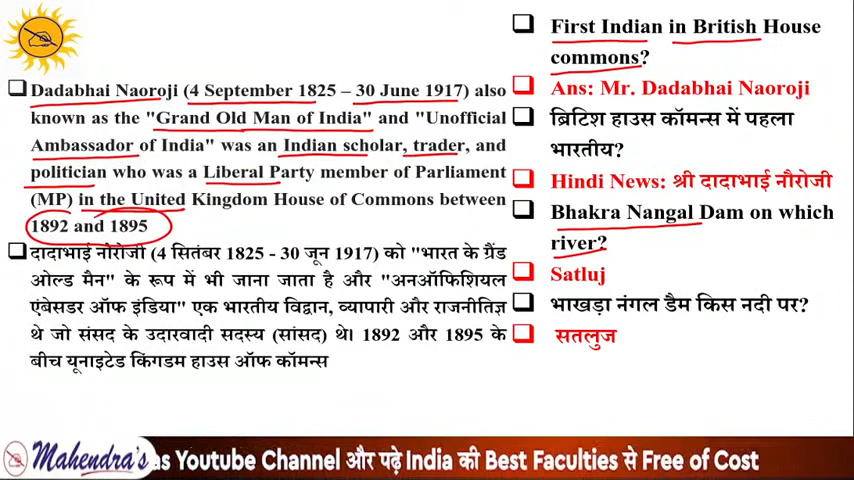 Dadabhai Naoroji (4 September 1825 – 30 June 1917) also
known as the "Grand Old Man of India" and "Unofficial
Ambassador of India" was an Indian scholar, trader, and
politician who was a Liberal Party member of Parliament
(MP) in the United Kingdom House of Commons between
1892 and 1895
दादाभाई नौरोजी (4 सितंबर 1825 - 30 जून 1917) को "भारत के ग्रैंड
ओल्ड मैन" के रूप में भी जाना जाता है और "अनऑफिशियल
एंबेसडर ऑफ इंडिया" एक भारतीय विद्वान, व्यापारी और राजनीतिज्ञ
थे जो संसद के उदारवादी सदस्य (सांसद) थे। 1892 और 1895 के
बीच यूनाइटेड किंगडम हाउस ऑफ कॉमन्स
First Indian in British House
commons?
Ans: Mr. Dadabhai Naoroji
ब्रिटिश हाउस कॉमन्स में पहला
भारतीय?
Hindi News: श्री दादाभाई नौरोजी
Bhakra Nangal Dam on which
river?
Satluj
भाखड़ा नंगल डैम किस नदी पर?
सतलुज
Mahendra's as Youtube Channel और पढ़े India की Best Faculties से Free of Cost